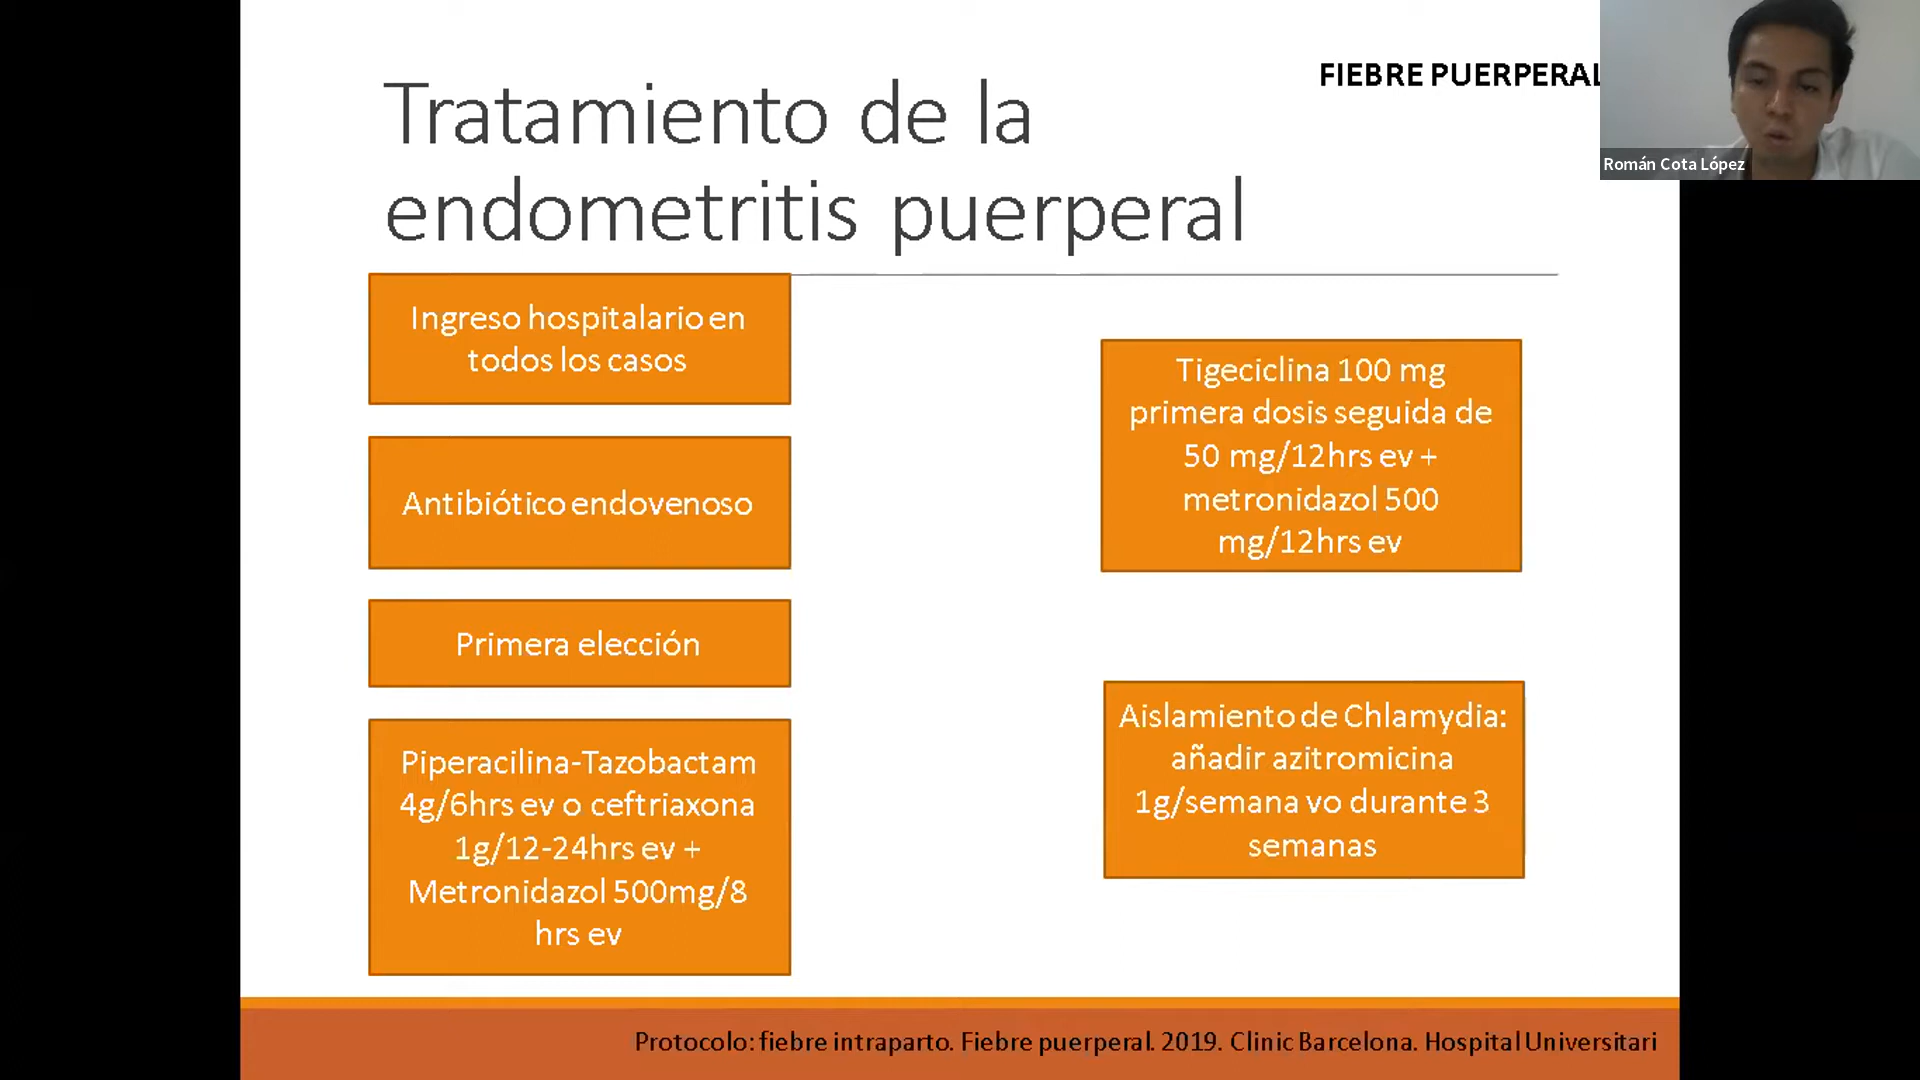 FIEBRE PUERPERAL
Román Cota López
Tratamiento de la
endometritis puerperal
Ingreso hospitalario en
todos los casos
Antibiótico endovenoso
Primera elección
Piperacilina-Tazobactam
4g/6hrs ev o ceftriaxona
1g/12-24hrs ev +
Metronidazol 500mg/8
hrs ev
Tigeciclina 100 mg
primera dosis seguida de
50 mg/12hrs ev +
metronidazol 500
mg/12hrs ev
Aislamiento de Chlamydia:
añadir azitromicina
1g/semana vo durante 3
semanas
Protocolo: fiebre intraparto. Fiebre puerperal. 2019. Clinic Barcelona. Hospital Universitari